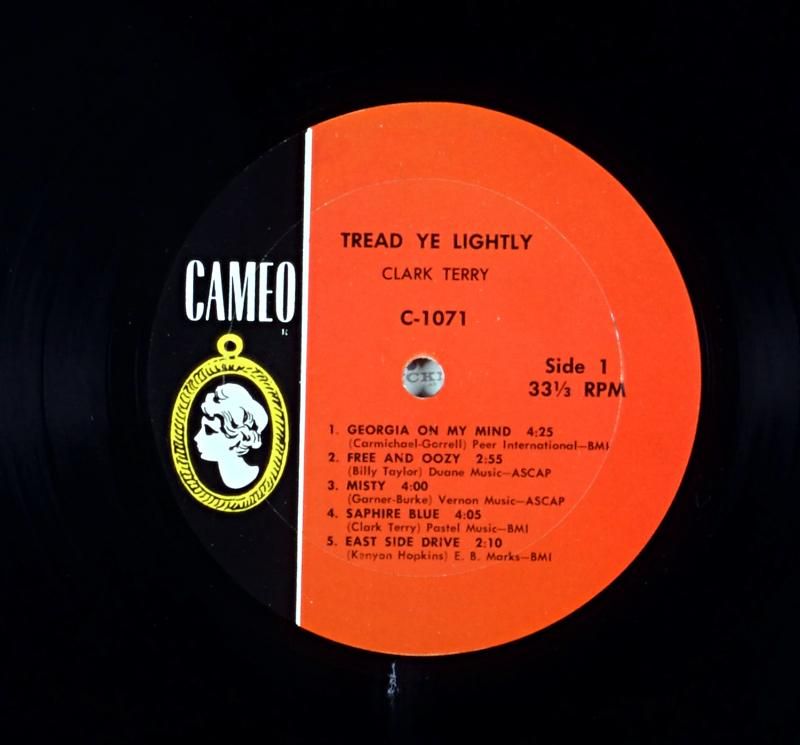 TREAD YE LIGHTLY
CLARK TERRY
CAMEO
C-1071
CKI
Side 1
33⅓ RPM
1. GEORGIA ON MY MIND 4:25
(Carmichael-Gorrell) Peer International—BMI
2. FREE AND OOZY 2:55
(Billy Taylor) Duane Music—ASCAP
3. MISTY 4:00
(Garner-Burke) Vernon Music—ASCAP
4. SAPHIRE BLUE 4:05
(Clark Terry) Pastel Music—BMI
5. EAST SIDE DRIVE 2:10
(Kenyon Hopkins) E. B. Marks—BMI